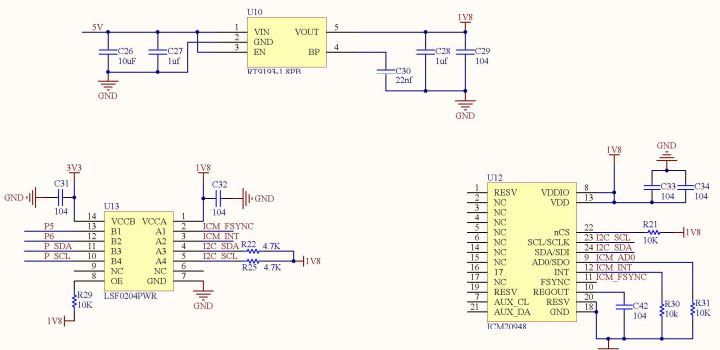 U10
5V
1V8
1 VIN VOUT 5
2 GND
3 EN BP 4
C26
10uF
C27
1uf
C28
1uf
C29
104
C30
22nf
RT9193-1.8PB
GND
GND
3V3
1V8
C31
104
GND
C32
104
GND
U13
14 VCCB VCCA 1
P5 13 B1 A1 2 ICM_FSYNC
P6 12 B2 A2 3 ICM_INT
P_SDA 11 B3 A3 4 I2C_SDA R22 4.7K
P_SCL 10 B4 A4 5 I2C_SCL R25 4.7K
1V8
9 NC NC 6
8 OE GND 7
LSF0204PWR
R29
10K
1V8
GND
GND
1V8
C33
104
C34
104
U12
1 RESV VDDIO 8
2 NC VDD 13
3 NC
4 NC
5 NC nCS 22 R21 10K 1V8
6 NC SCL/SCLK 23 I2C_SCL
14 NC SDA/SDI 24 I2C_SDA
15 NC AD0/SDO 9 ICM_AD0
16 17 INT 12 ICM_INT
17 NC FSYNC 11 ICM_FSYNC
19 RESV REGOUT 10
7 AUX_CL RESV 20
21 AUX_DA GND 18
ICM20948
C42
104
R30
10k
R31
10K